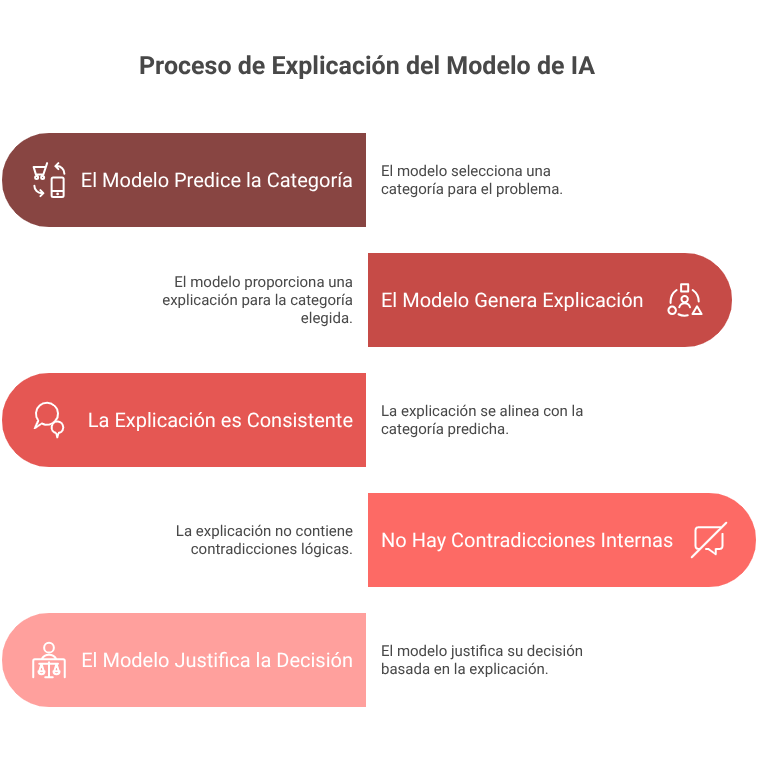 Proceso de Explicación del Modelo de IA
El Modelo Predice la Categoría
El modelo selecciona una
categoría para el problema.
El modelo proporciona una
explicación para la categoría
elegida.
El Modelo Genera Explicación
La Explicación es Consistente
La explicación se alinea con la
categoría predicha.
La explicación no contiene
contradicciones lógicas.
No Hay Contradicciones Internas
El Modelo Justifica la Decisión
El modelo justifica su decisión
basada en la explicación.